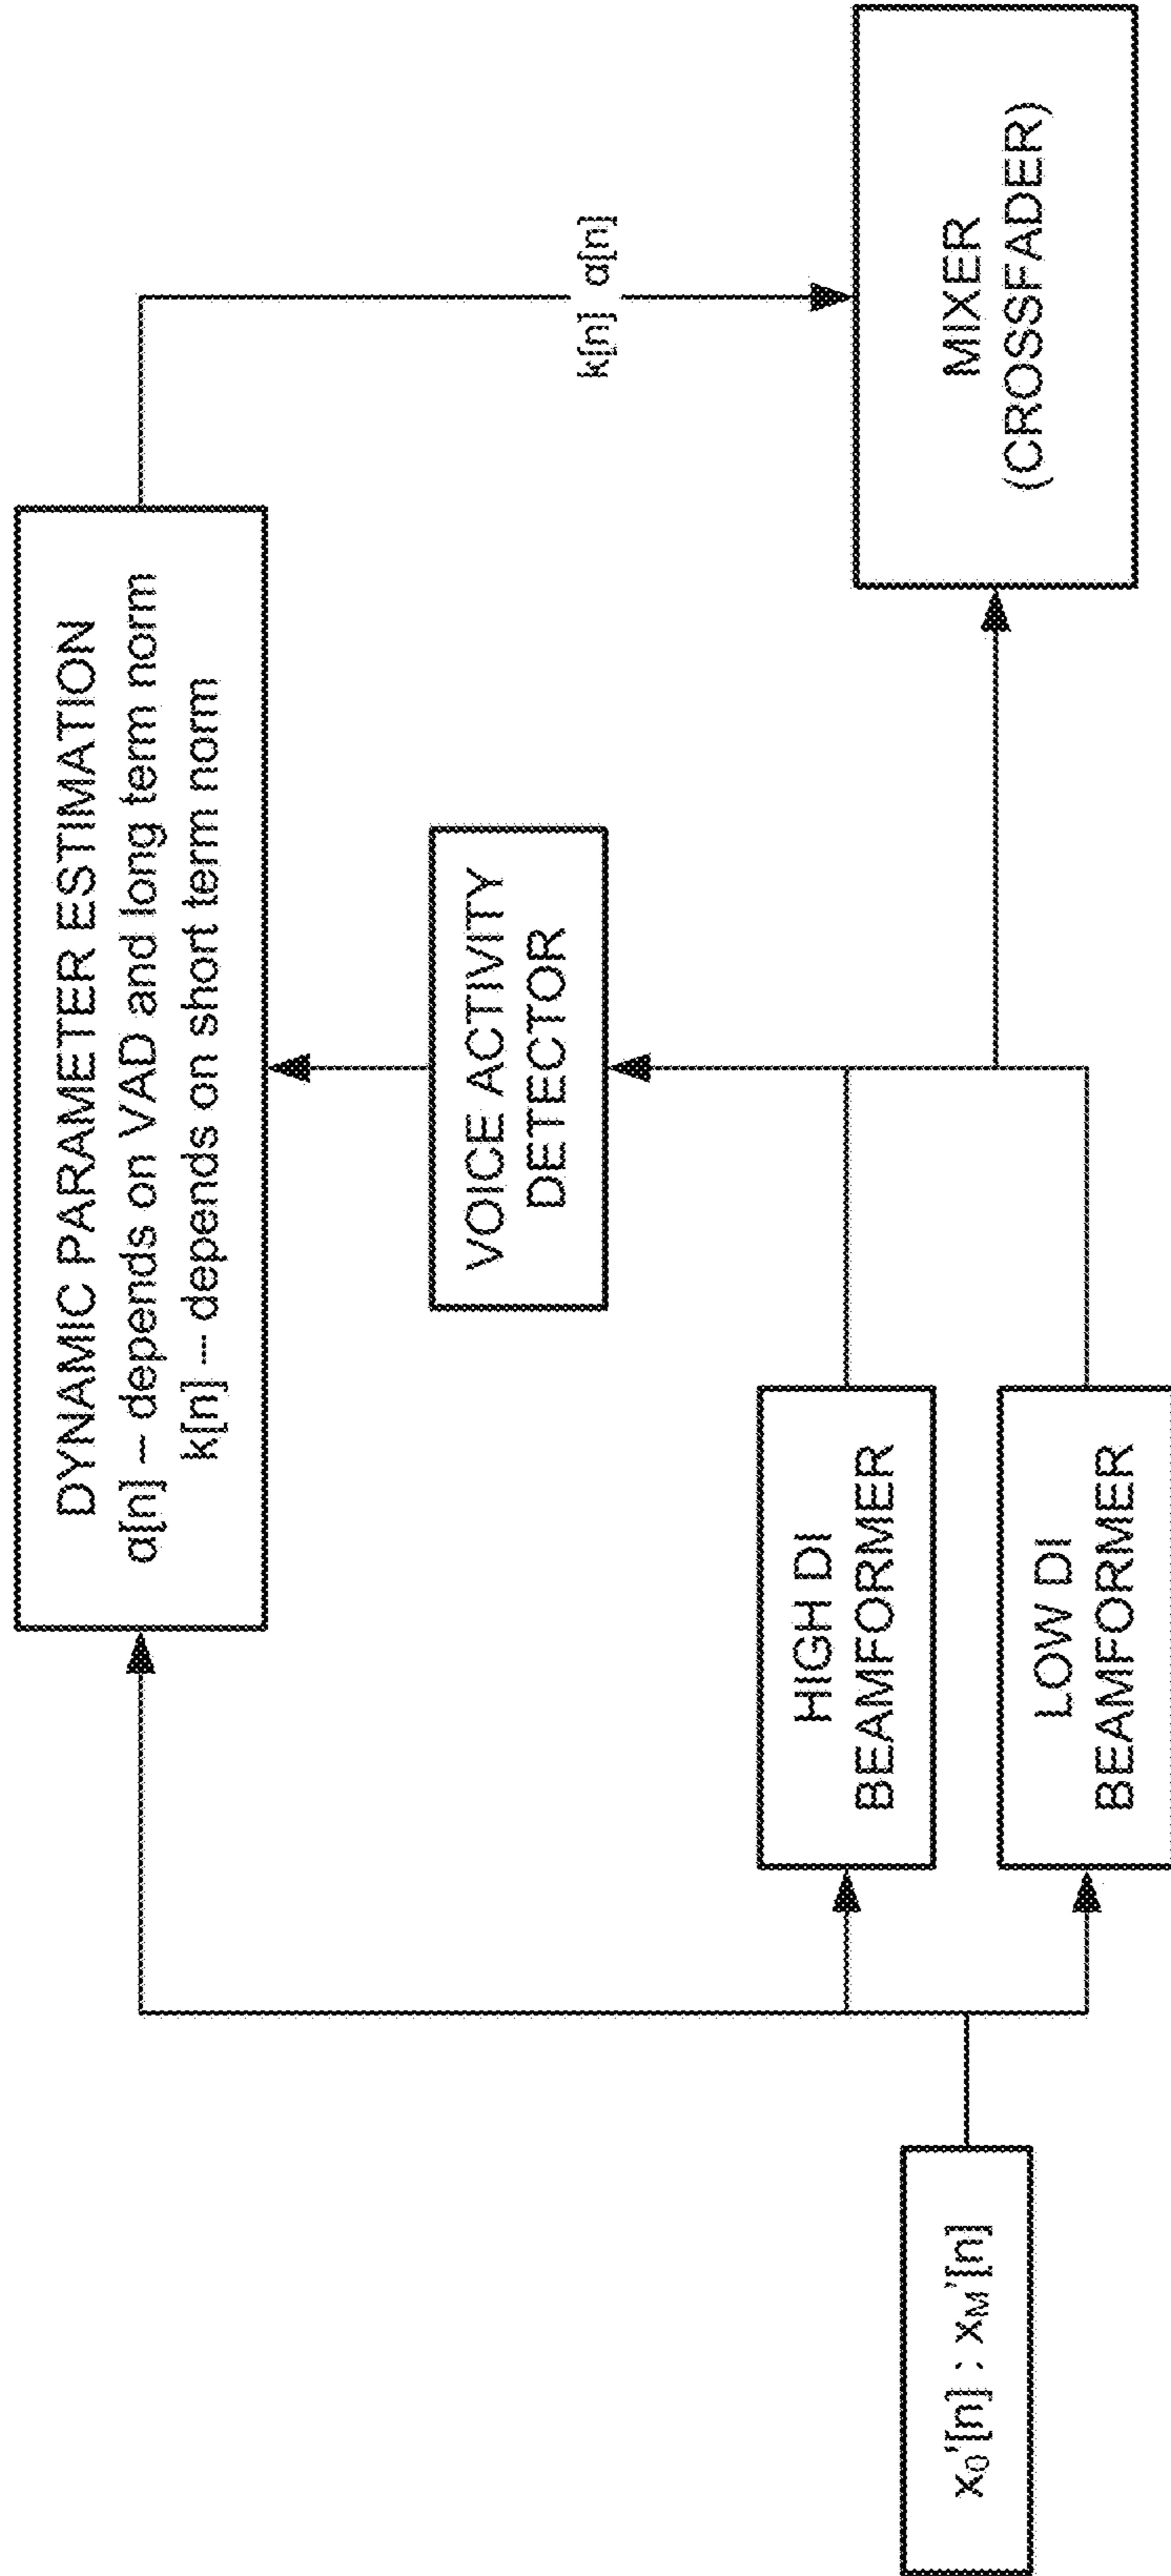 DYNAMIC PARAMETER ESTIMATION
α[n] -- depends on VAD and long term norm
k[n] -- depends on short term norm
VOICE ACTIVITY
DETECTOR
k[n] α[n]
HIGH DI
BEAMFORMER
LOW DI
BEAMFORMER
MIXER
(CROSSFADER)
x₀'[n] : xᴍ'[n]